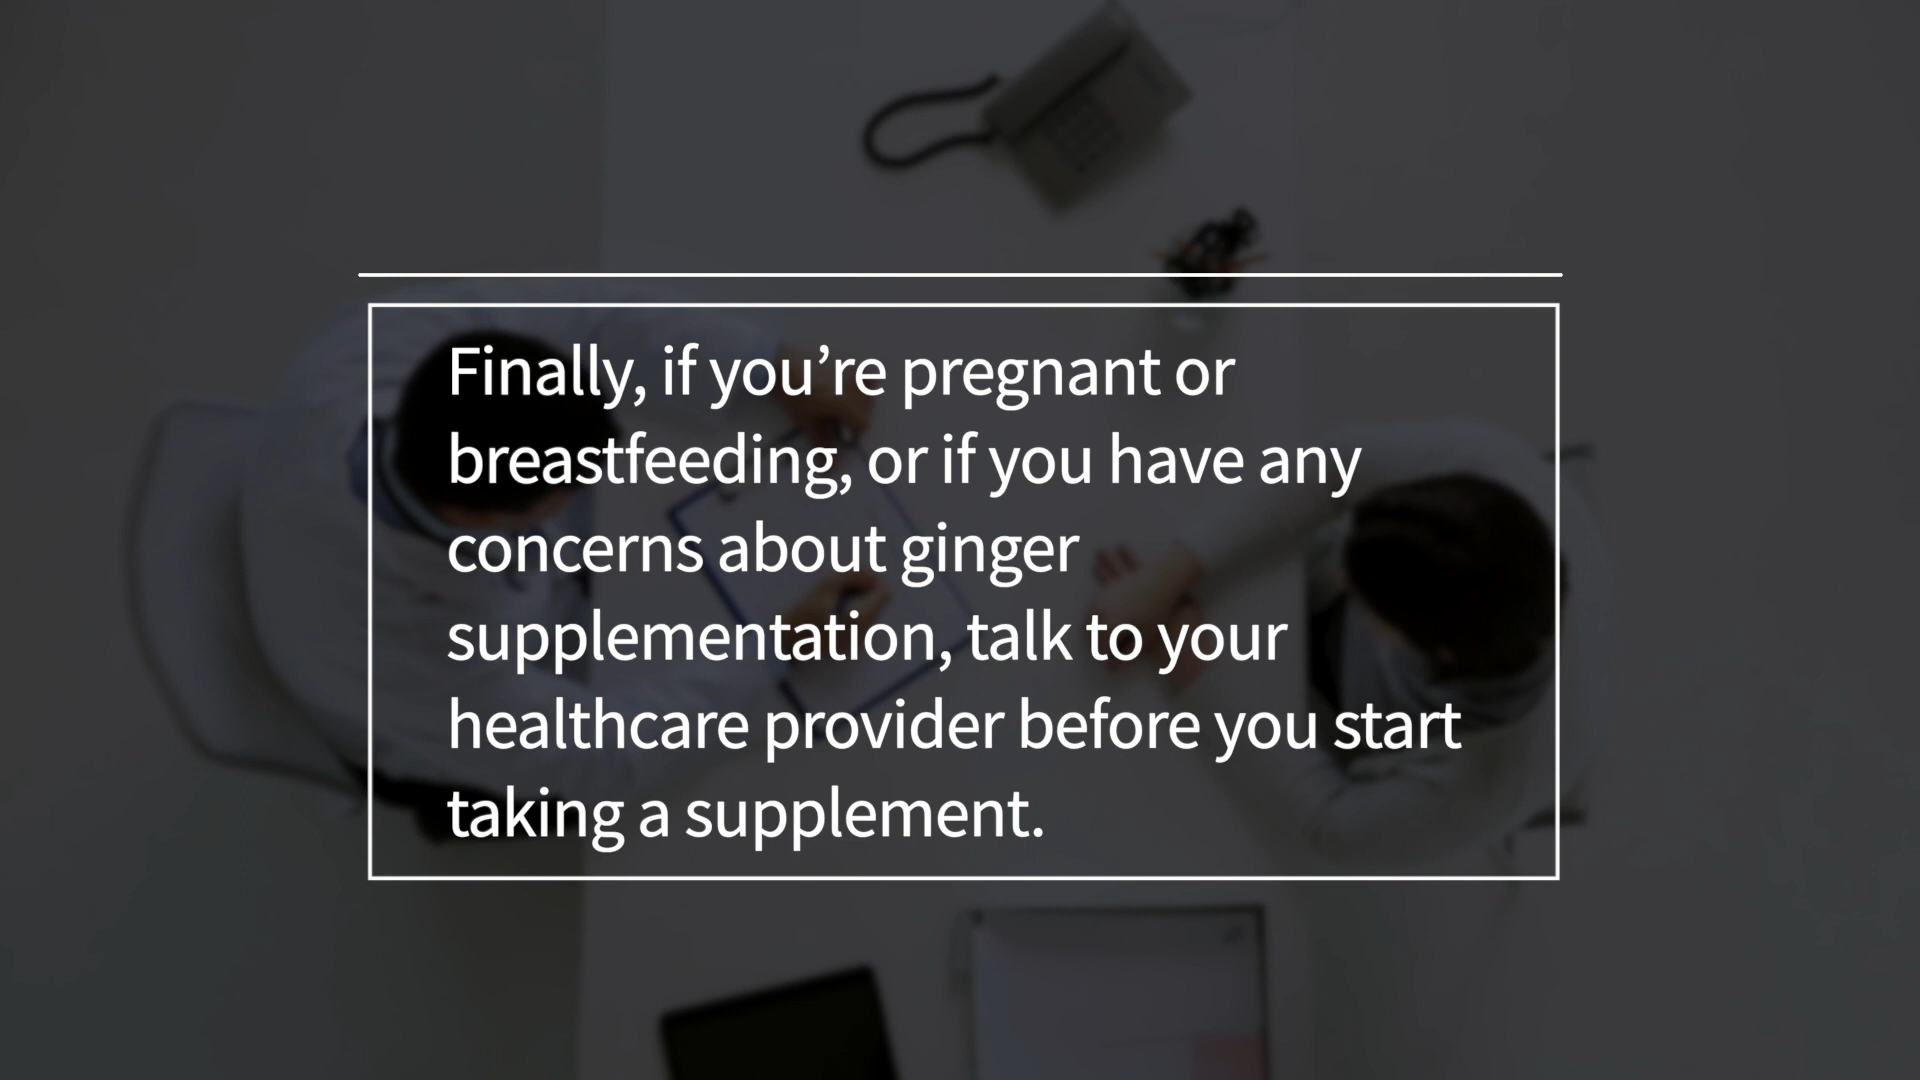 Finally, if you’re pregnant or
breastfeeding, or if you have any
concerns about ginger
supplementation, talk to your
healthcare provider before you start
taking a supplement.